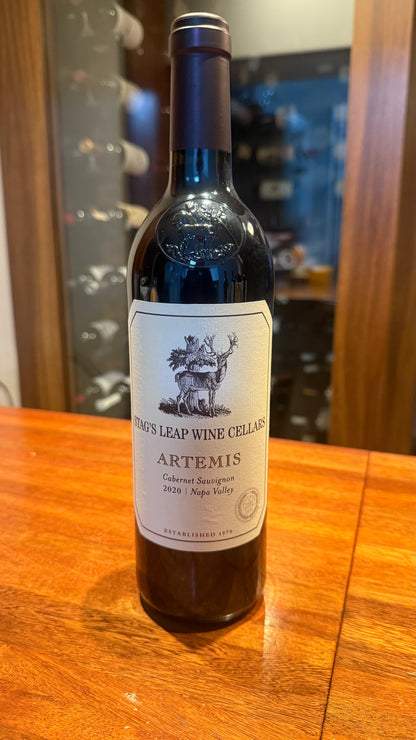 STAG'S LEAP WINE CELLARS
ARTEMIS
Cabernet Sauvignon
2020 | Napa Valley
ESTABLISHED 1970